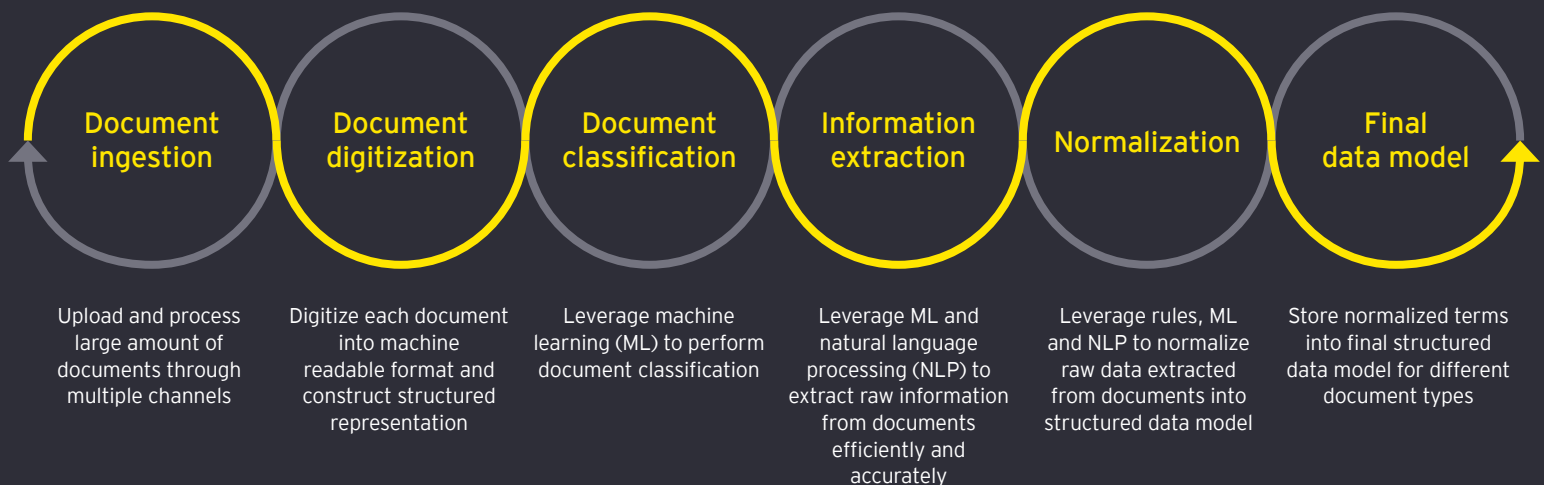 Document
ingestion
Document
digitization
Document
classification
Information
extraction
Normalization
Final
data model
Upload and process
large amount of
documents through
multiple channels
Digitize each document
into machine
readable format and
construct structured
representation
Leverage machine
learning (ML) to perform
document classification
Leverage ML and
natural language
processing (NLP) to
extract raw information
from documents
efficiently and
accurately
Leverage rules, ML
and NLP to normalize
raw data extracted
from documents into
structured data model
Store normalized terms
into final structured
data model for different
document types